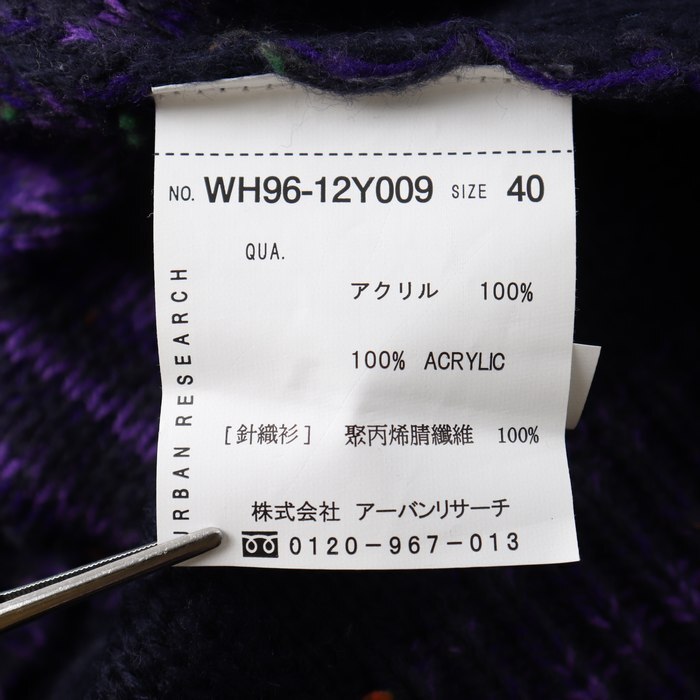 NO. WH96-12Y009 SIZE 40
QUA.
アクリル 100%
100% ACRYLIC
[針織衫] 聚丙烯腈纖維 100%
株式会社 アーバンリサーチ
0120-967-013
URBAN RESEARCH